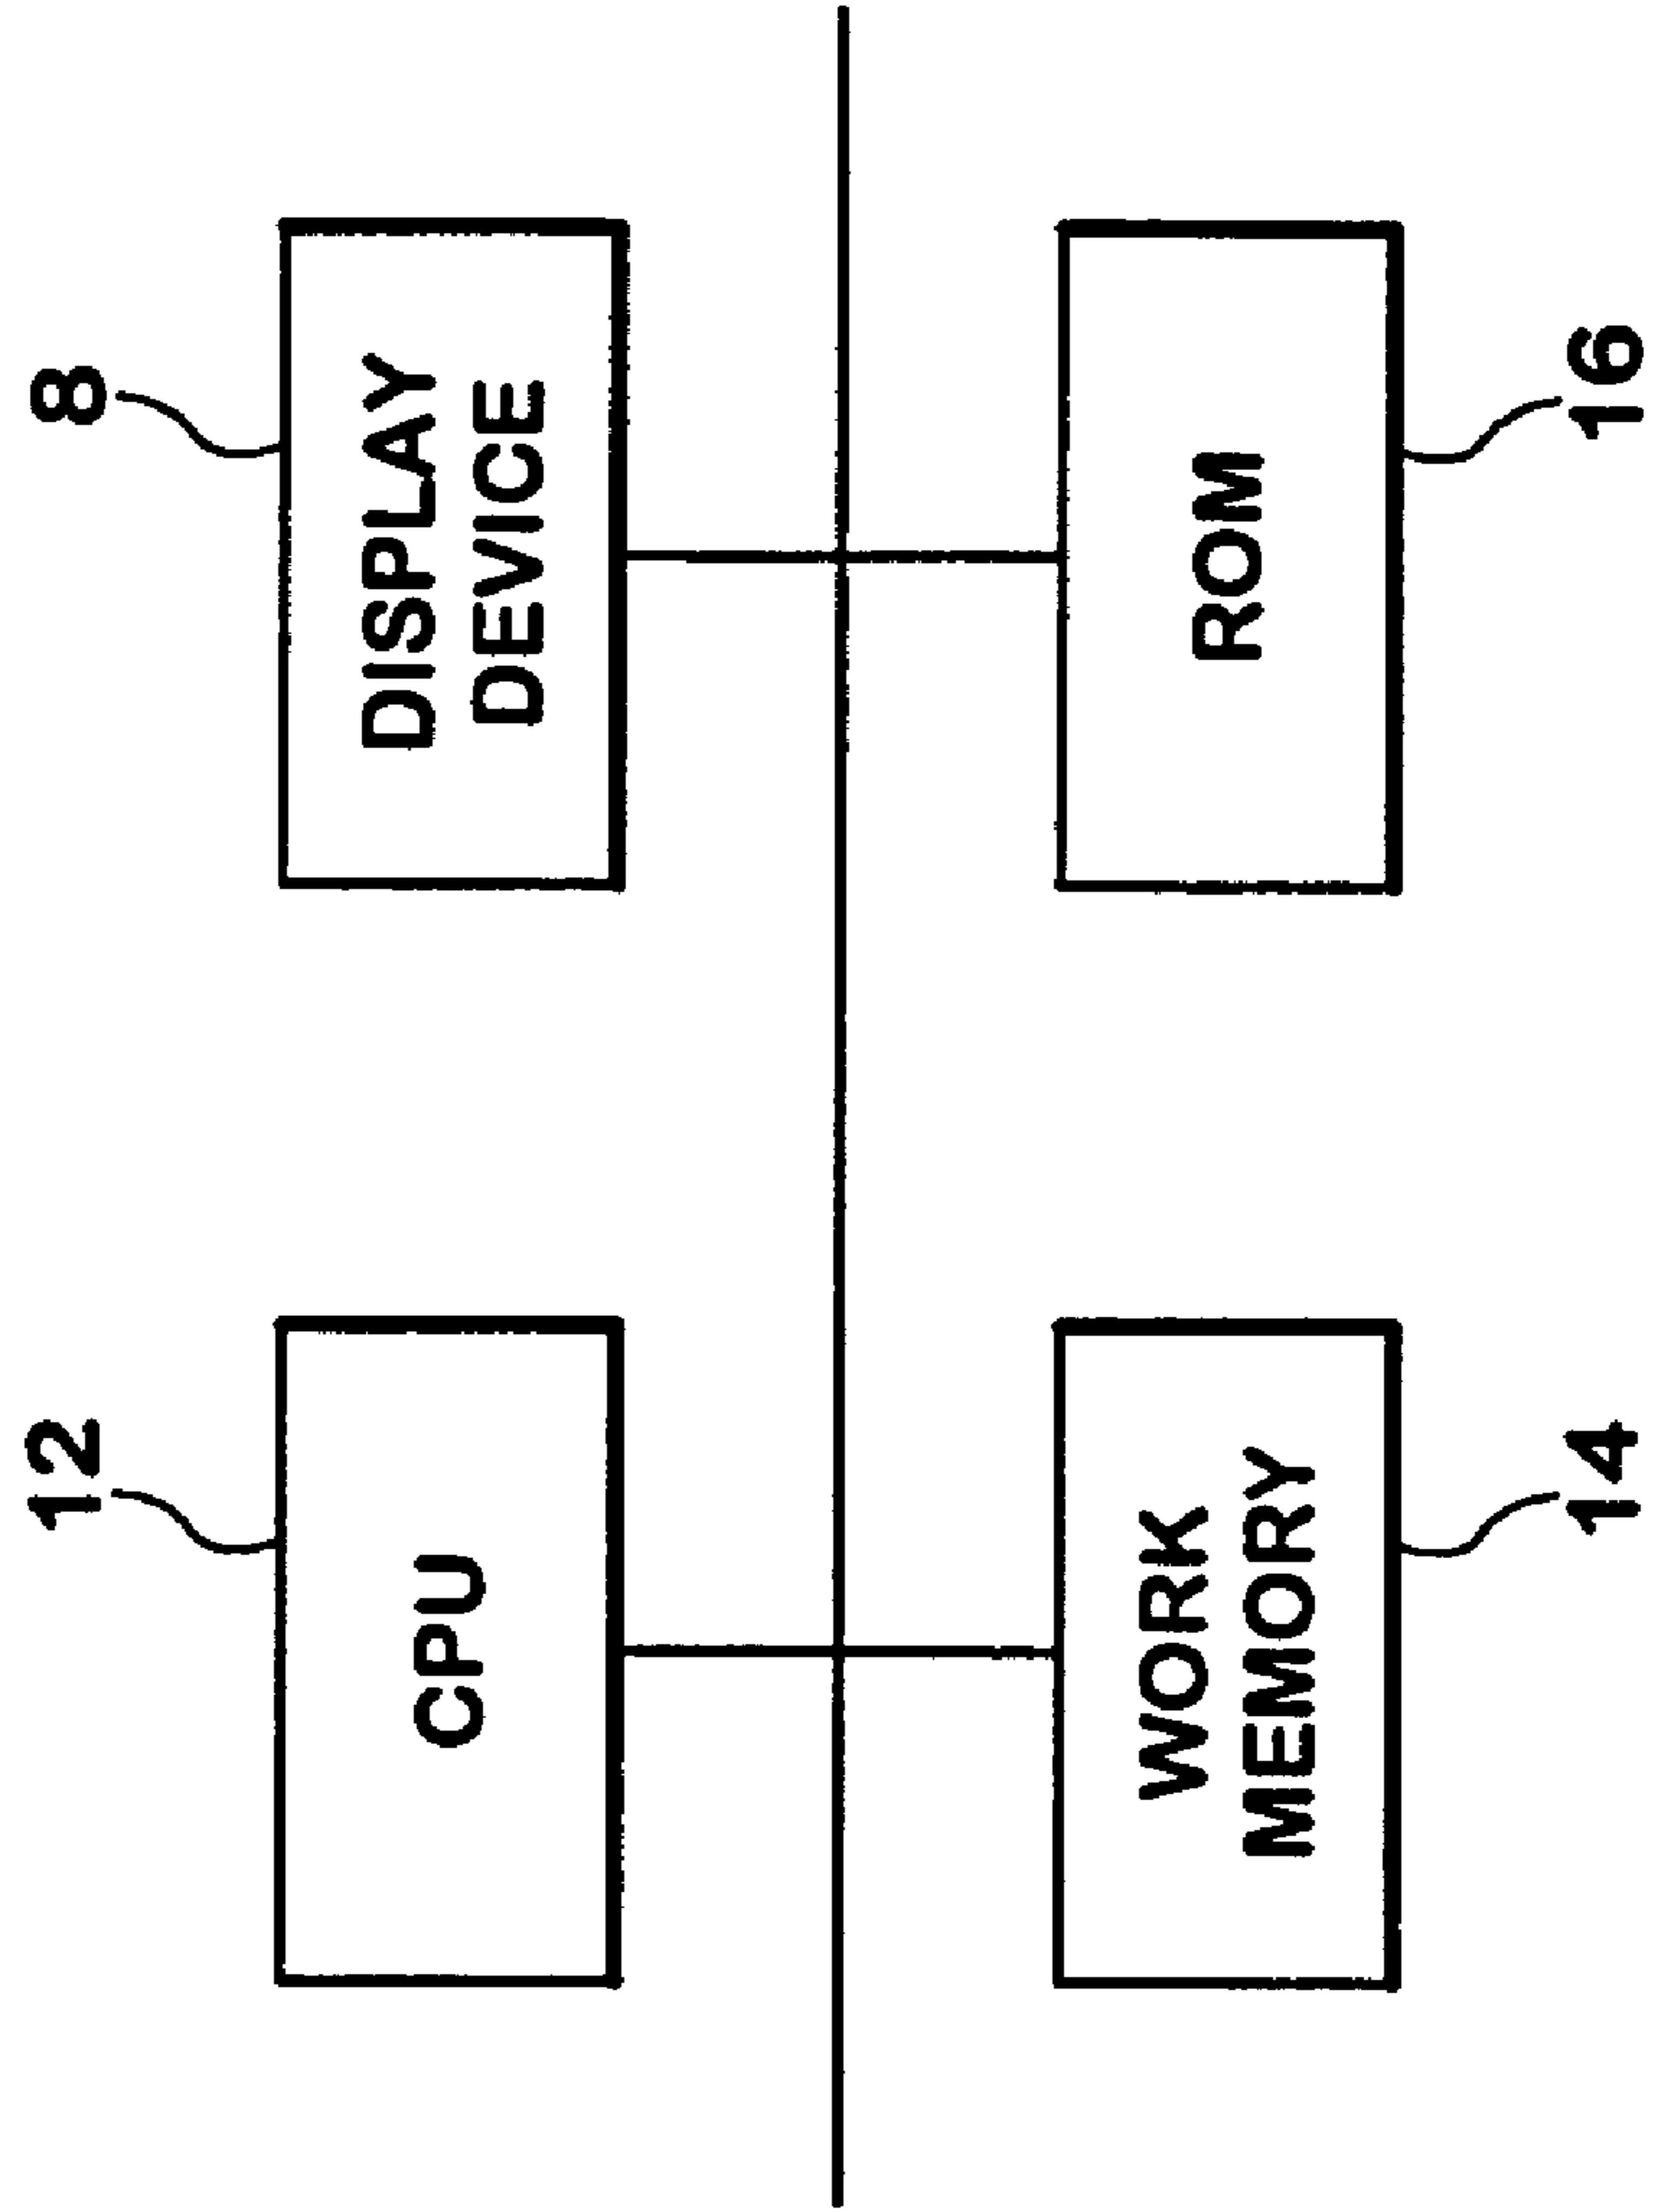 12
8
CPU
DISPLAY
DEVICE
WORK
MEMORY
ROM
14
16